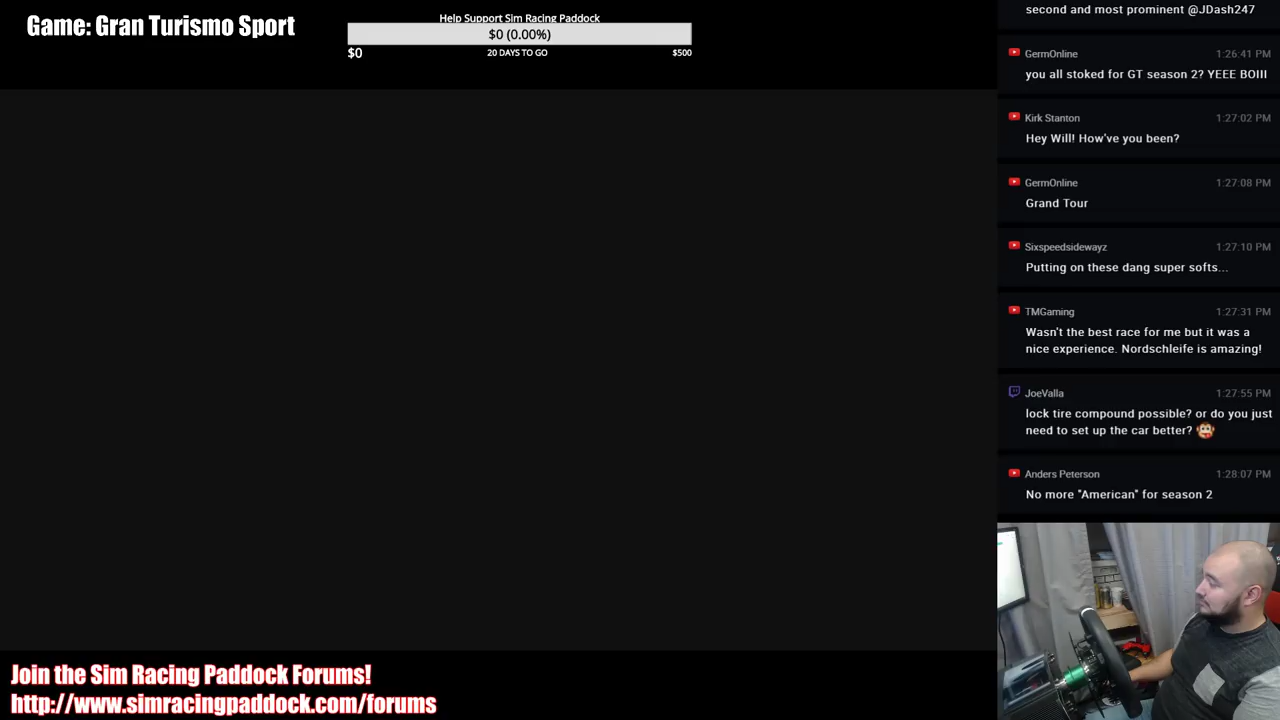 Game: Gran Turismo Sport
Help Support Sim Racing Paddock
$0 (0.00%)
$0
20 DAYS TO GO
$500
second and most prominent @JDash247
GermOnline
1:26:41 PM
you all stoked for GT season 2? YEEE BOIII
Kirk Stanton
1:27:02 PM
Hey Will! How've you been?
GermOnline
1:27:08 PM
Grand Tour
Sixspeedsidewayz
1:27:10 PM
Putting on these dang super softs...
TMGaming
1:27:31 PM
Wasn't the best race for me but it was a
nice experience. Nordschleife is amazing!
JoeValla
1:27:55 PM
lock tire compound possible? or do you just
need to set up the car better?
Anders Peterson
1:28:07 PM
No more "American" for season 2
Join the Sim Racing Paddock Forums!
http://www.simracingpaddock.com/forums